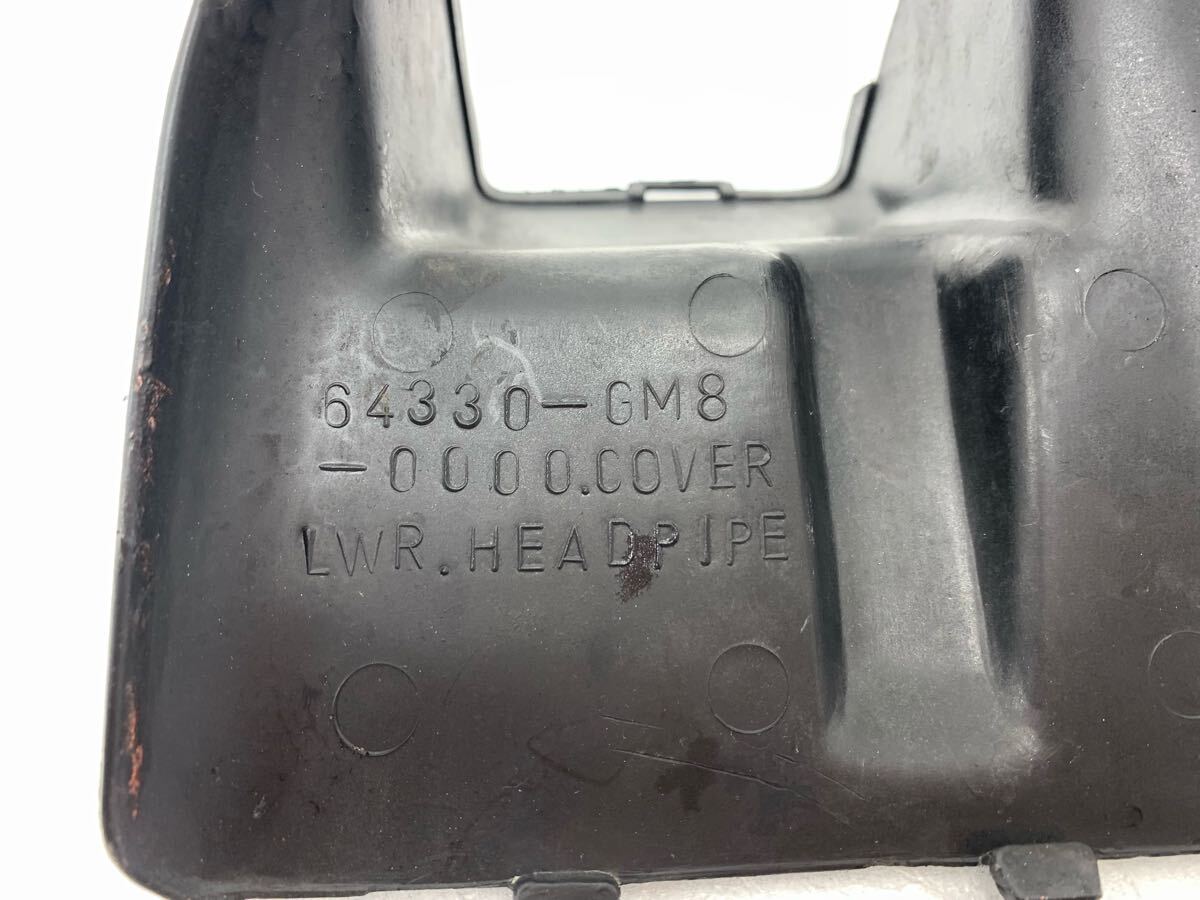 64330-GM8
-0000.COVER
LWR.HEADPIPE